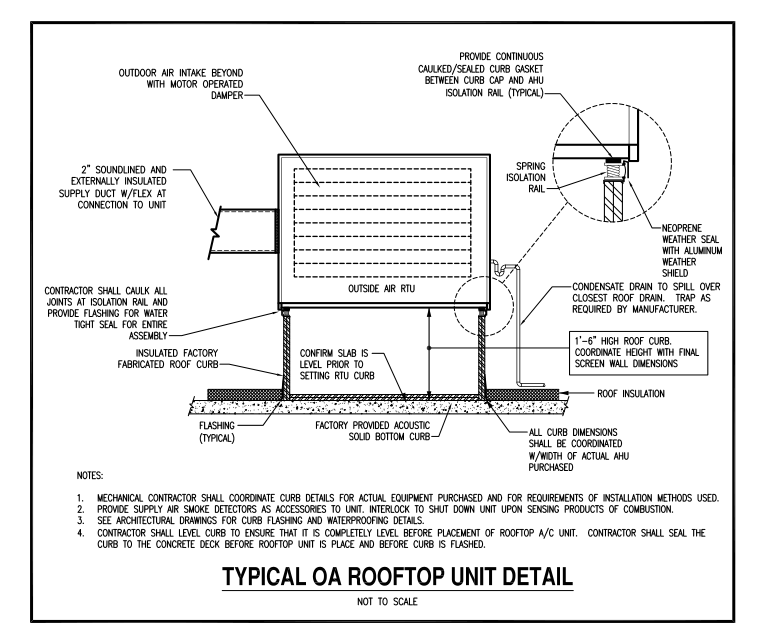 PROVIDE CONTINUOUS
CAULKED/SEALED CURB GASKET
BETWEEN CURB CAP AND AHU
ISOLATION RAIL (TYPICAL)
OUTDOOR AIR INTAKE BEYOND
WITH MOTOR OPERATED
DAMPER
2" SOUNDLINED AND
EXTERNALLY INSULATED
SUPPLY DUCT W/FLEX AT
CONNECTION TO UNIT
SPRING
ISOLATION
RAIL
NEOPRENE
WEATHER SEAL
WITH ALUMINUM
WEATHER
SHIELD
OUTSIDE AIR RTU
CONTRACTOR SHALL CAULK ALL
JOINTS AT ISOLATION RAIL AND
PROVIDE FLASHING FOR WATER
TIGHT SEAL FOR ENTIRE
ASSEMBLY
CONDENSATE DRAIN TO SPILL OVER
CLOSEST ROOF DRAIN. TRAP AS
REQUIRED BY MANUFACTURER.
INSULATED FACTORY
FABRICATED ROOF CURB
CONFIRM SLAB IS
LEVEL PRIOR TO
SETTING RTU CURB
1'-6" HIGH ROOF CURB.
COORDINATE HEIGHT WITH FINAL
SCREEN WALL DIMENSIONS
ROOF INSULATION
FLASHING
(TYPICAL)
FACTORY PROVIDED ACOUSTIC
SOLID BOTTOM CURB
ALL CURB DIMENSIONS
SHALL BE COORDINATED
W/WIDTH OF ACTUAL AHU
PURCHASED
NOTES:
1. MECHANICAL CONTRACTOR SHALL COORDINATE CURB DETAILS FOR ACTUAL EQUIPMENT PURCHASED AND FOR REQUIREMENTS OF INSTALLATION METHODS USED.
2. PROVIDE SUPPLY AIR SMOKE DETECTORS AS ACCESSORIES TO UNIT. INTERLOCK TO SHUT DOWN UNIT UPON SENSING PRODUCTS OF COMBUSTION.
3. SEE ARCHITECTURAL DRAWINGS FOR CURB FLASHING AND WATERPROOFING DETAILS.
4. CONTRACTOR SHALL LEVEL CURB TO ENSURE THAT IT IS COMPLETELY LEVEL BEFORE PLACEMENT OF ROOFTOP A/C UNIT. CONTRACTOR SHALL SEAL THE
CURB TO THE CONCRETE DECK BEFORE ROOFTOP UNIT IS PLACE AND BEFORE CURB IS FLASHED.
TYPICAL OA ROOFTOP UNIT DETAIL
NOT TO SCALE